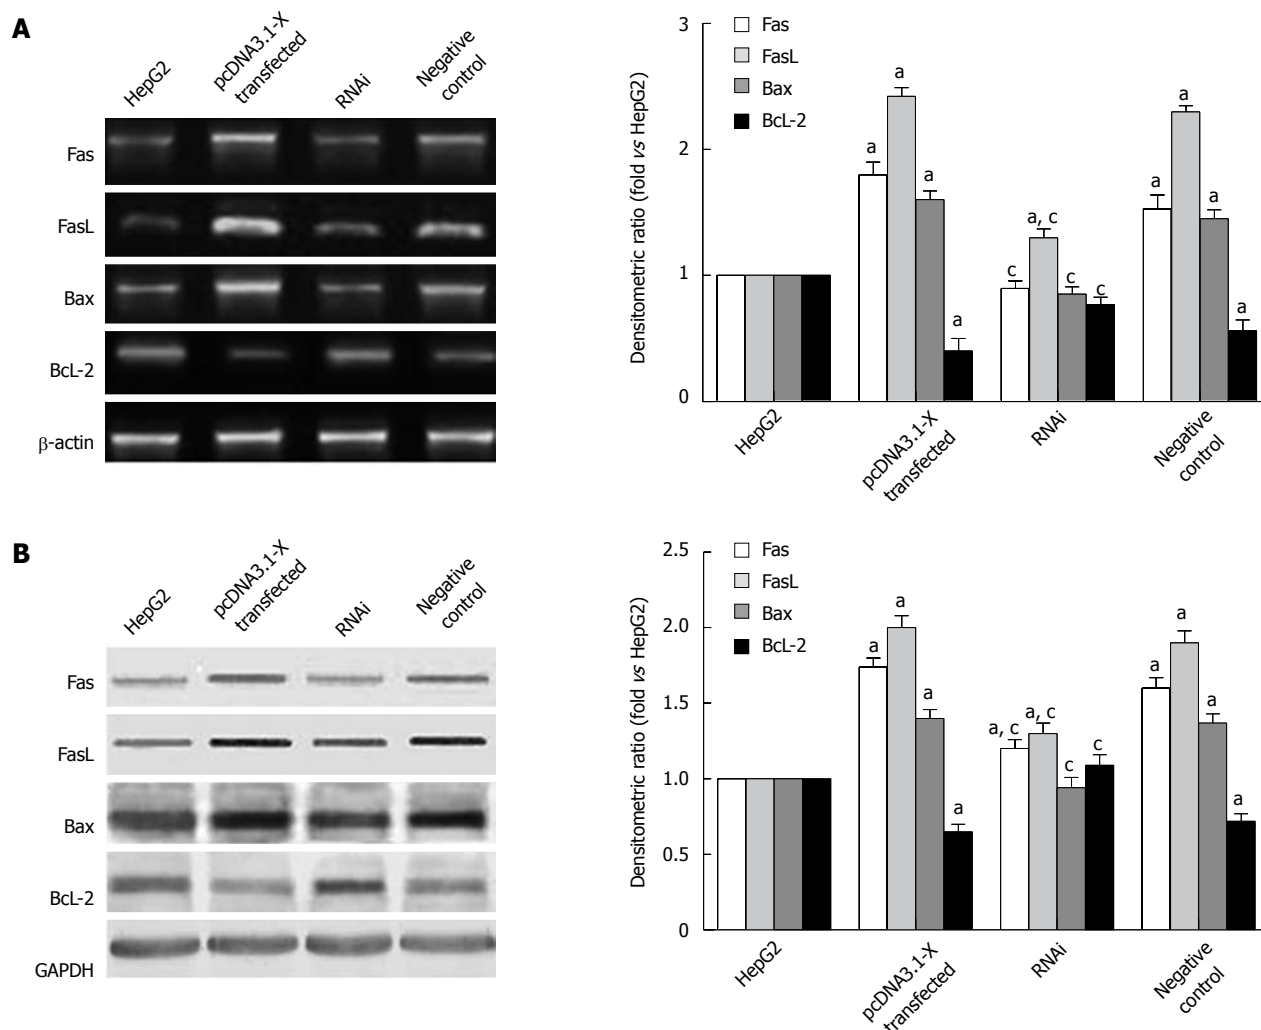 A
HepG2
pcDNA3.1-X
transfected
RNAi
Negative
control
Fas
FasL
Bax
BcL-2
β-actin
Densitometric ratio (fold vs HepG2)
3
2
1
0
Fas
FasL
Bax
BcL-2
a
a
a
a
c
a, c
c
c
a
a
a
a
HepG2
pcDNA3.1-X
transfected
RNAi
Negative
control
B
HepG2
pcDNA3.1-X
transfected
RNAi
Negative
control
Fas
FasL
Bax
BcL-2
GAPDH
Densitometric ratio (fold vs HepG2)
2.5
2.0
1.5
1.0
0.5
0
Fas
FasL
Bax
BcL-2
a
a
a
a
a, c
a, c
c
c
a
a
a
a
HepG2
pcDNA3.1-X
transfected
RNAi
Negative
control